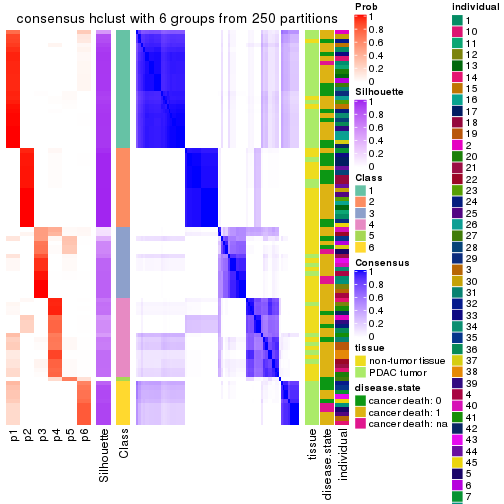 consensus hclust with 6 groups from 250 partitions
p1
p2
p3
p4
p5
p6
Silhouette
Class
tissue
disease.state
individual
Prob
1
0.8
0.6
0.4
0.2
0
Silhouette
1
0.8
0.6
0.4
0.2
0
Class
1
2
3
4
5
6
Consensus
1
0.8
0.6
0.4
0.2
0
tissue
non-tumor tissue
PDAC tumor
disease.state
cancer death: 0
cancer death: 1
cancer death: na
individual
1
10
11
12
13
14
15
16
17
18
19
2
20
21
22
23
24
25
26
27
28
29
3
30
31
32
33
34
35
36
37
38
39
4
40
42
43
44
45
5
6
7